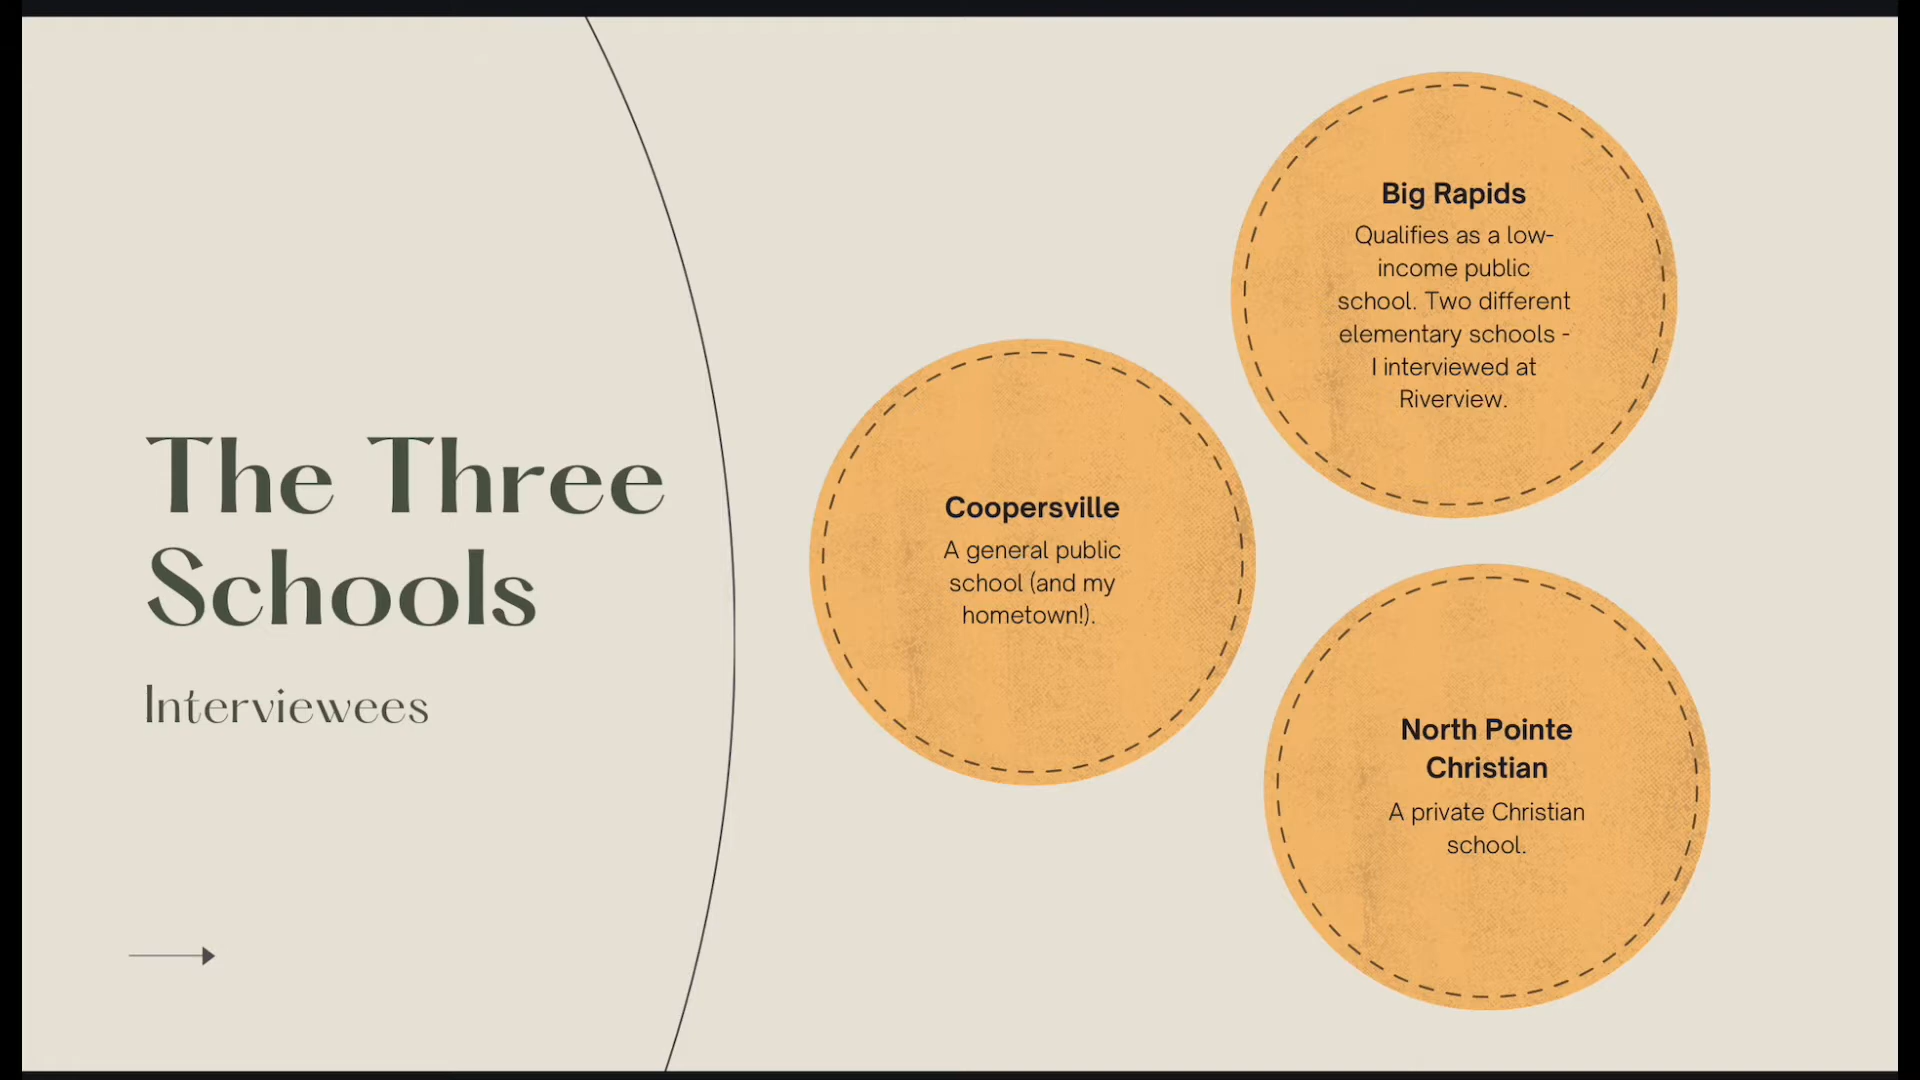 The Three
Schools
Interviewees
Big Rapids
Qualifies as a low-
income public
school. Two different
elementary schools -
I interviewed at
Riverview.
Coopersville
A general public
school (and my
hometown!).
North Pointe
Christian
A private Christian
school.